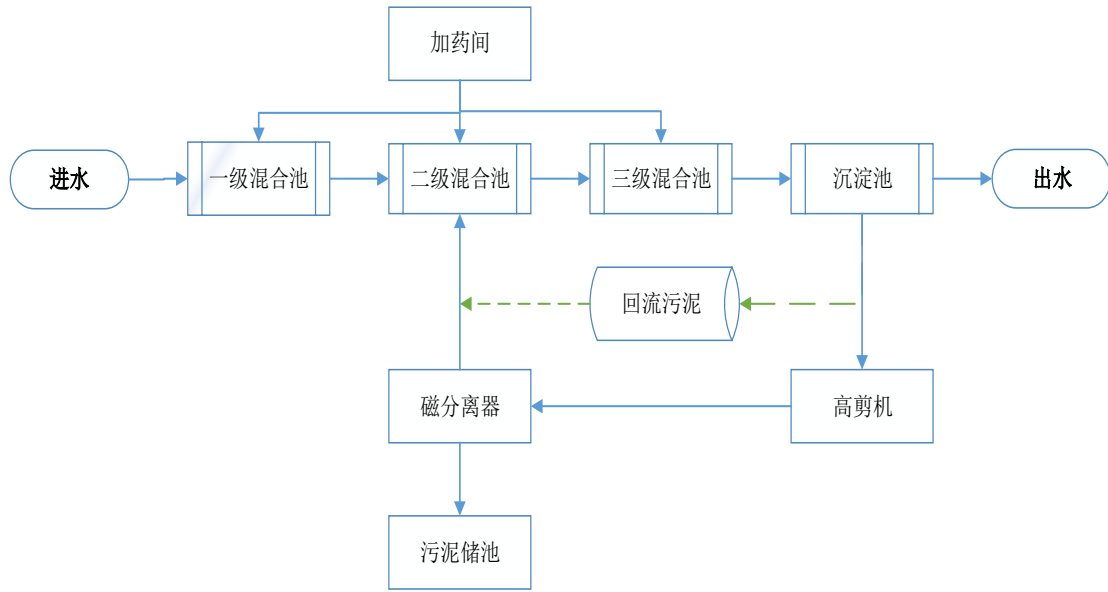 加药间
进水
一级混合池
二级混合池
三级混合池
沉淀池
出水
回流污泥
磁分离器
高剪机
污泥储池